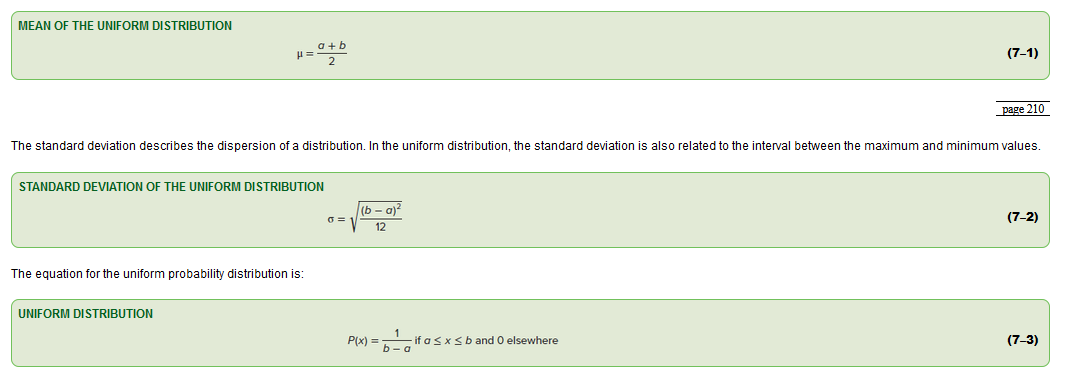 MEAN OF THE UNIFORM DISTRIBUTION
μ = a + b / 2 (7–1)
page 210
The standard deviation describes the dispersion of a distribution. In the uniform distribution, the standard deviation is also related to the interval between the maximum and minimum values.
STANDARD DEVIATION OF THE UNIFORM DISTRIBUTION
σ = √((b – a)² / 12) (7–2)
The equation for the uniform probability distribution is:
UNIFORM DISTRIBUTION
P(x) = 1 / b – a if a ≤ x ≤ b and 0 elsewhere (7–3)